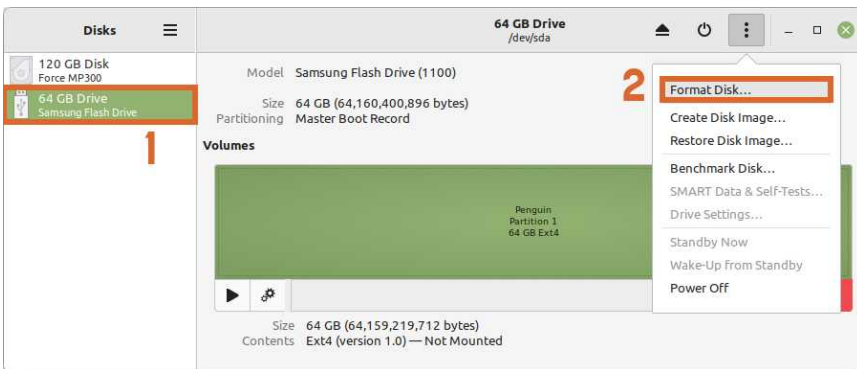 Disks
64 GB Drive
/dev/sda
120 GB Disk
Force MP300
64 GB Drive
Samsung Flash Drive
1
Model Samsung Flash Drive (1100)
Size 64 GB (64,160,400,896 bytes)
Partitioning Master Boot Record
Volumes
Penguin
Partition 1
64 GB Ext4
Size 64 GB (64,159,219,712 bytes)
Contents Ext4 (version 1.0) — Not Mounted
2
Format Disk...
Create Disk Image...
Restore Disk Image...
Benchmark Disk...
SMART Data & Self-Tests...
Drive Settings...
Standby Now
Wake-Up from Standby
Power Off